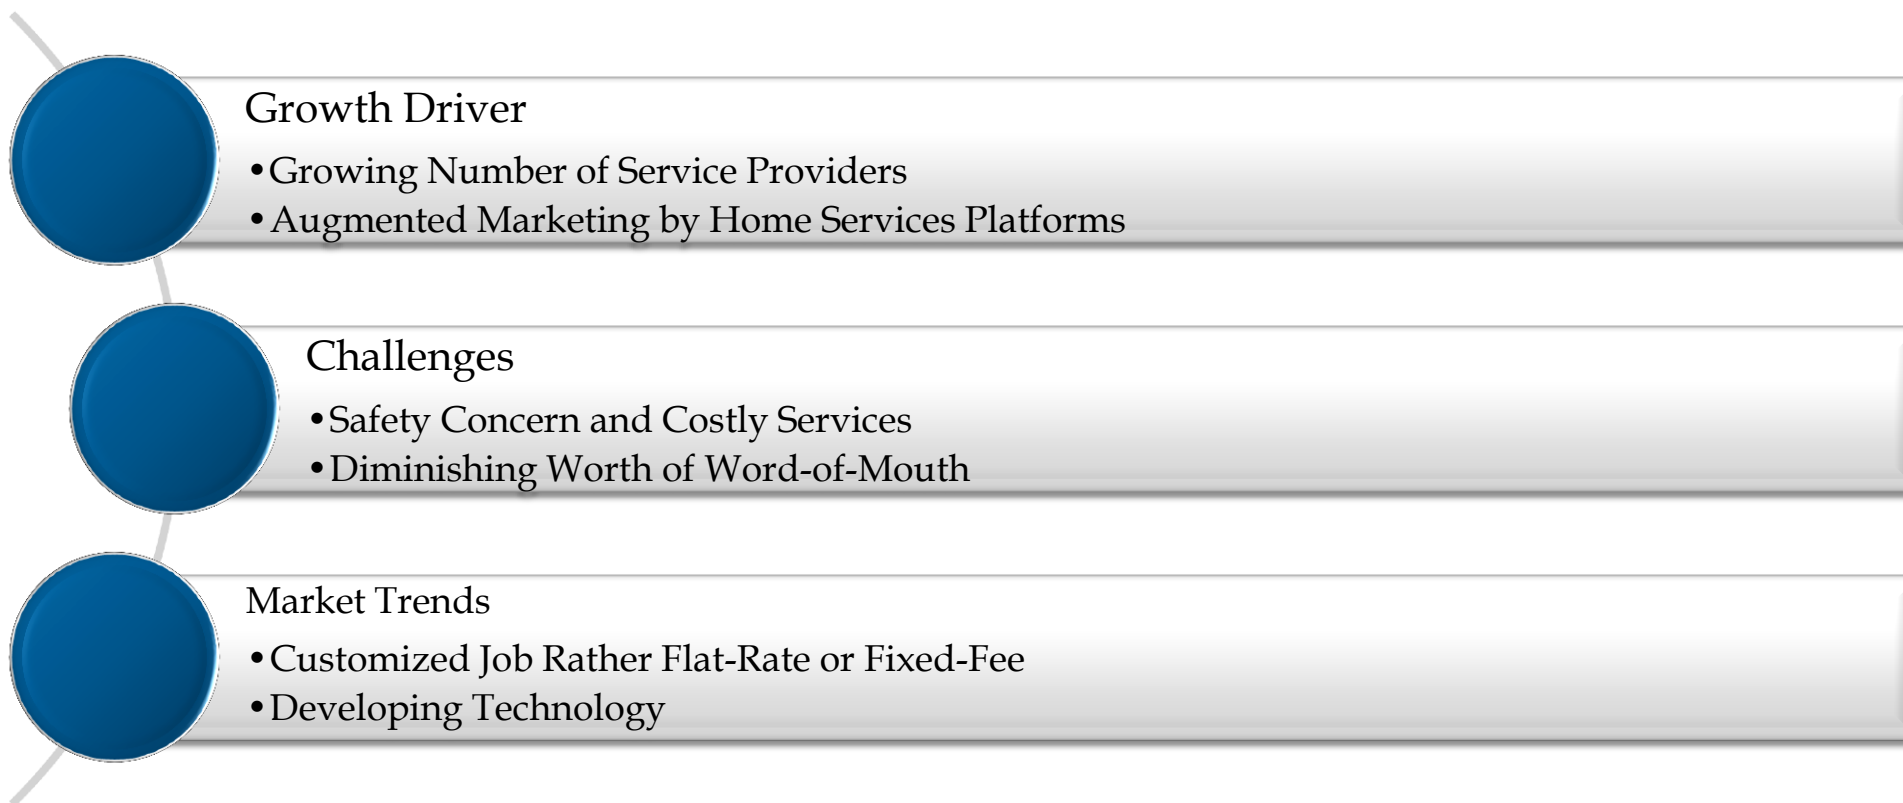 Growth Driver
•Growing Number of Service Providers
•Augmented Marketing by Home Services Platforms
Challenges
•Safety Concern and Costly Services
•Diminishing Worth of Word-of-Mouth
Market Trends
•Customized Job Rather Flat-Rate or Fixed-Fee
•Developing Technology